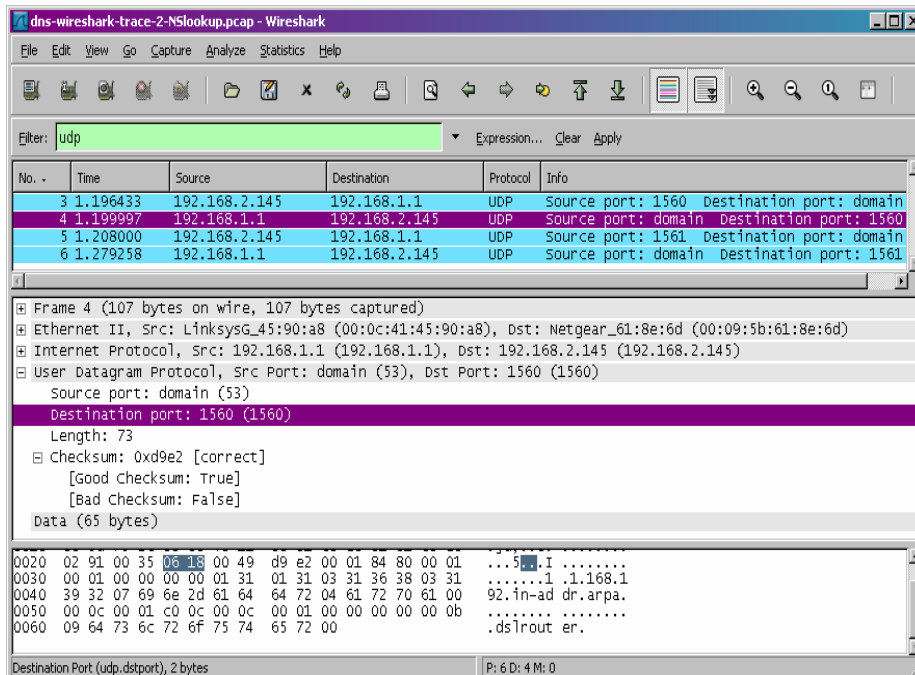 dns-wireshark-trace-2-NSlookup.pcap - Wireshark
File Edit View Go Capture Analyze Statistics Help
Filter: udp Expression... Clear Apply
No. - Time Source Destination Protocol Info
3 1.196433 192.168.2.145 192.168.1.1 UDP Source port: 1560 Destination port: domain
4 1.199997 192.168.1.1 192.168.2.145 UDP Source port: domain Destination port: 1560
5 1.208000 192.168.2.145 192.168.1.1 UDP Source port: 1561 Destination port: domain
6 1.279258 192.168.1.1 192.168.2.145 UDP Source port: domain Destination port: 1561
Frame 4 (107 bytes on wire, 107 bytes captured)
Ethernet II, Src: LinksysG_45:90:a8 (00:0c:41:45:90:a8), Dst: Netgear_61:8e:6d (00:09:5b:61:8e:6d)
Internet Protocol, Src: 192.168.1.1 (192.168.1.1), Dst: 192.168.2.145 (192.168.2.145)
User Datagram Protocol, Src Port: domain (53), Dst Port: 1560 (1560)
Source port: domain (53)
Destination port: 1560 (1560)
Length: 73
Checksum: 0xd9e2 [correct]
[Good Checksum: True]
[Bad Checksum: False]
Data (65 bytes)
0020 02 91 00 35 06 18 00 49 d9 e2 00 01 84 80 00 01 ...5...I ........
0030 00 01 00 00 00 00 01 31 01 31 03 31 36 38 03 31 .......1 .1.168.1
0040 39 32 07 69 6e 2d 61 64 64 72 04 61 72 70 61 00 92.in-ad dr.arpa.
0050 00 0c 00 01 c0 0c 00 0c 00 01 00 00 00 00 00 0b ........ ........
0060 09 64 73 6c 72 6f 75 74 65 72 00 .dslrout er.
Destination Port (udp.dstport), 2 bytes P: 6 D: 4 M: 0